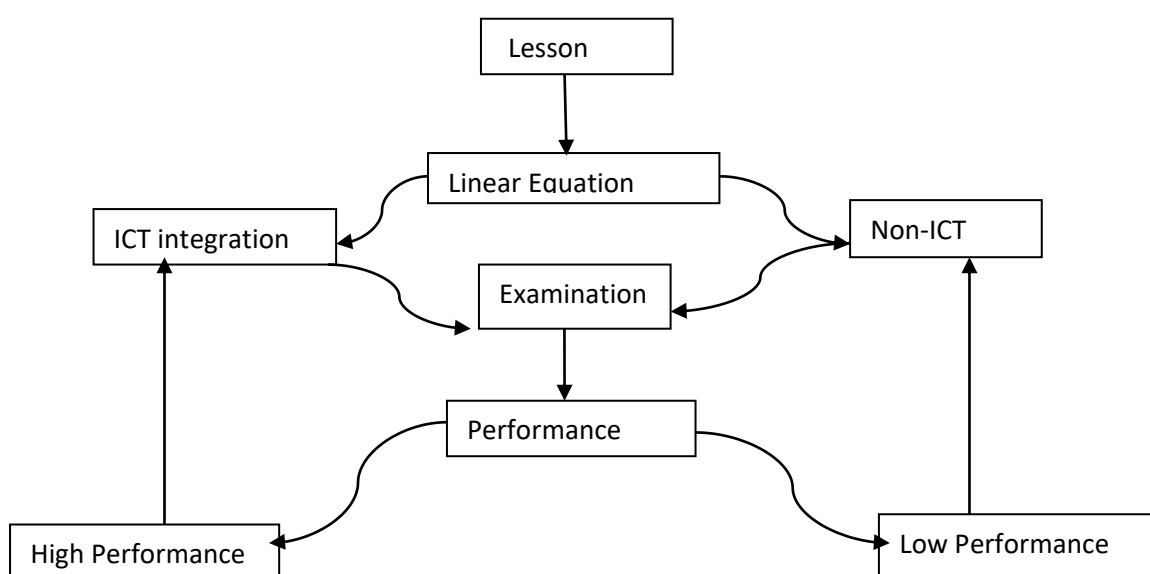 Lesson
Linear Equation
ICT integration
Non-ICT
Examination
Performance
High Performance
Low Performance